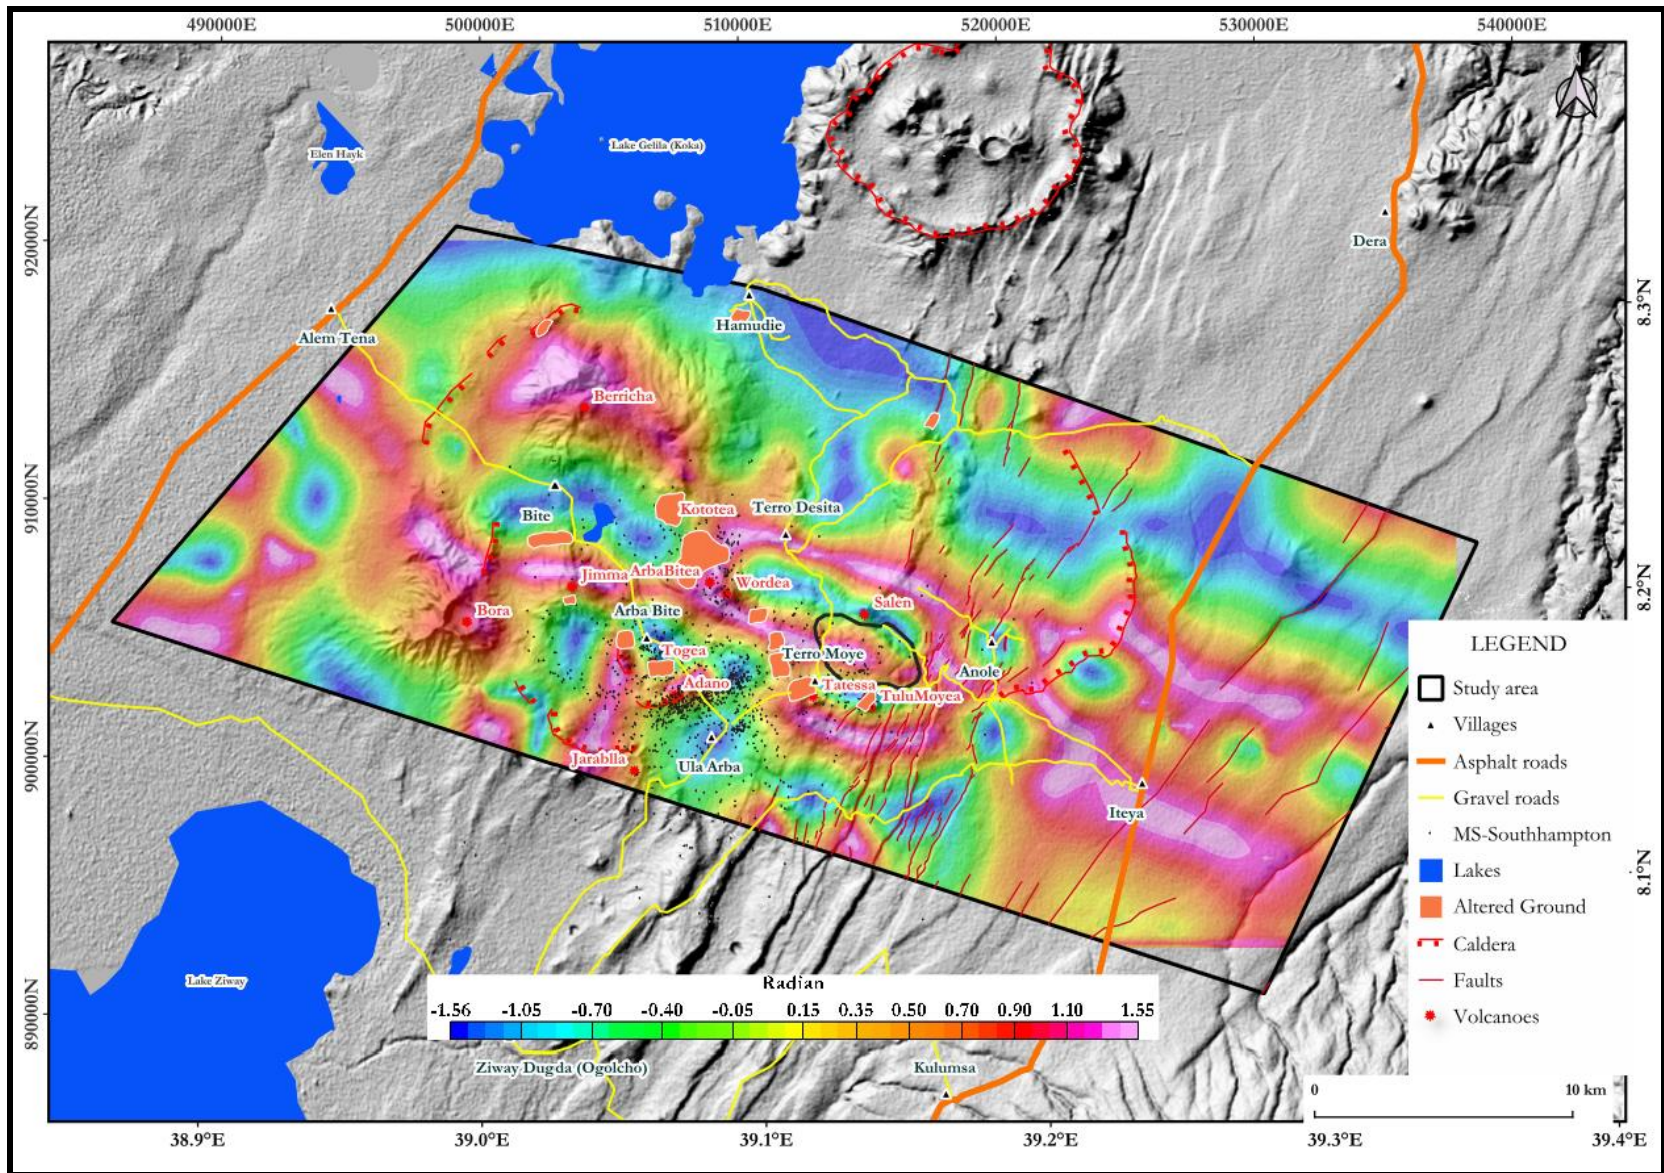 490000E 500000E 510000E 520000E 530000E 540000E
Elen Hayk
Lake Gelila (Koka)
920000N
Dera
8.3°N
Hamudie
Alem Tena
Berricha
910000N
Kototea
Terro Desita
Bite
8.2°N
Jimma
ArbaBitea
Wordea
Bora
Arba Bite
Salen
Togea
Terro Moye
Anole
Adano
Tatessa
TuluMoyea
900000N
Jarablla
Ula Arba
Iteya
8.1°N
LEGEND
Study area
Villages
Asphalt roads
Gravel roads
MS-Southhampton
Lakes
Altered Ground
Caldera
Faults
Volcanoes
Lake Ziway
890000N
Radian
-1.56 -1.05 -0.70 -0.40 -0.05 0.15 0.35 0.50 0.70 0.90 1.10 1.55
Ziway Dugda (Ogolcho)
Kulumsa
0 10 km
38.9°E 39.0°E 39.1°E 39.2°E 39.3°E 39.4°E